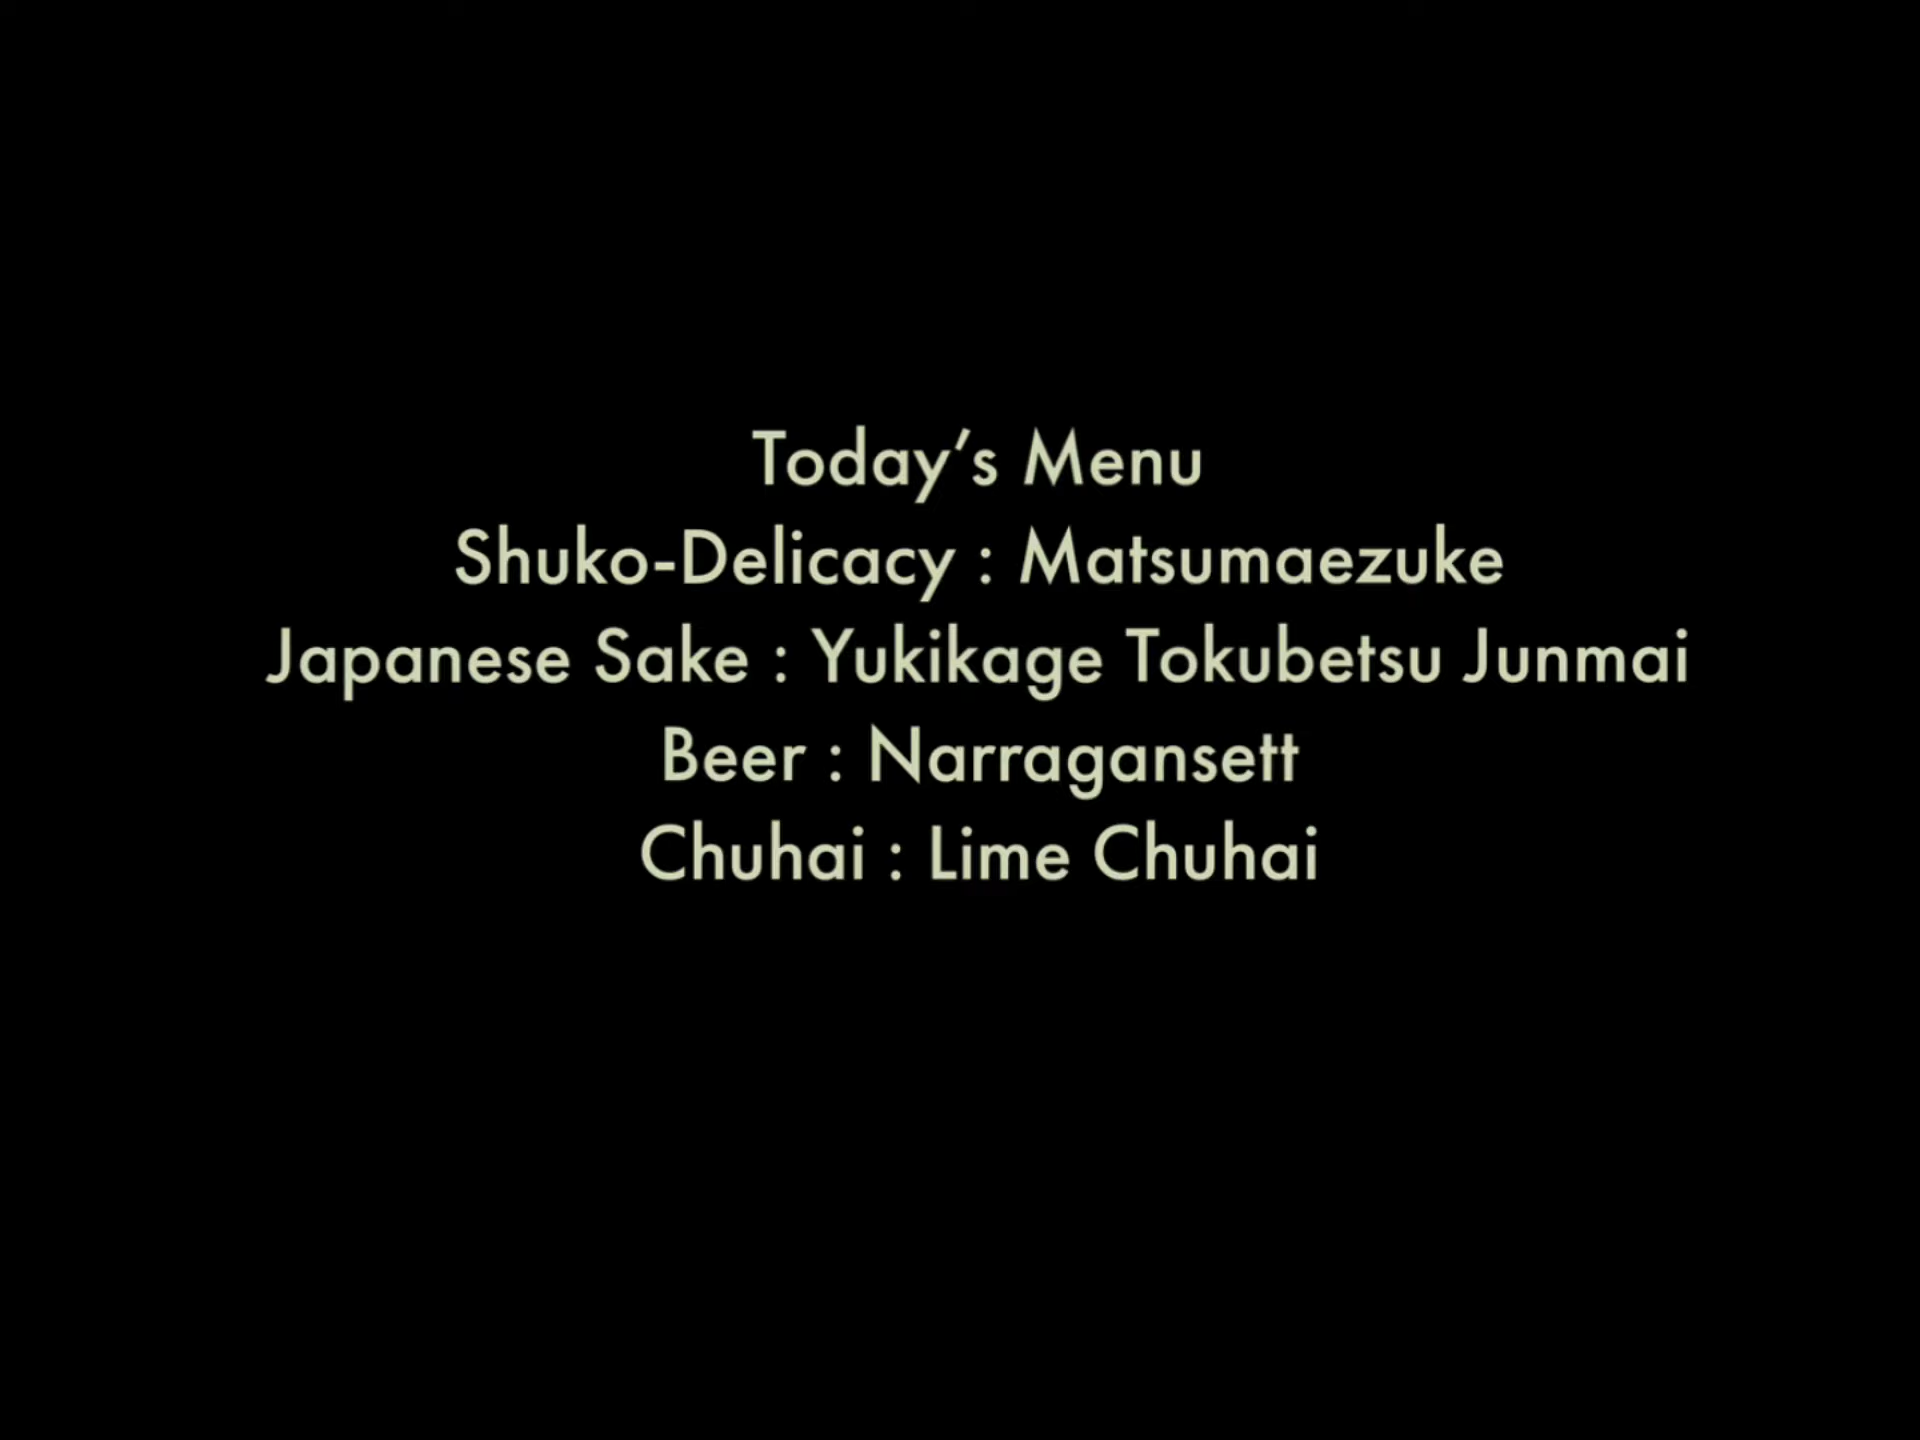 Today's Menu
Shuko-Delicacy : Matsumaezuke
Japanese Sake : Yukikage Tokubetsu Junmai
Beer : Narragansett
Chuhai : Lime Chuhai